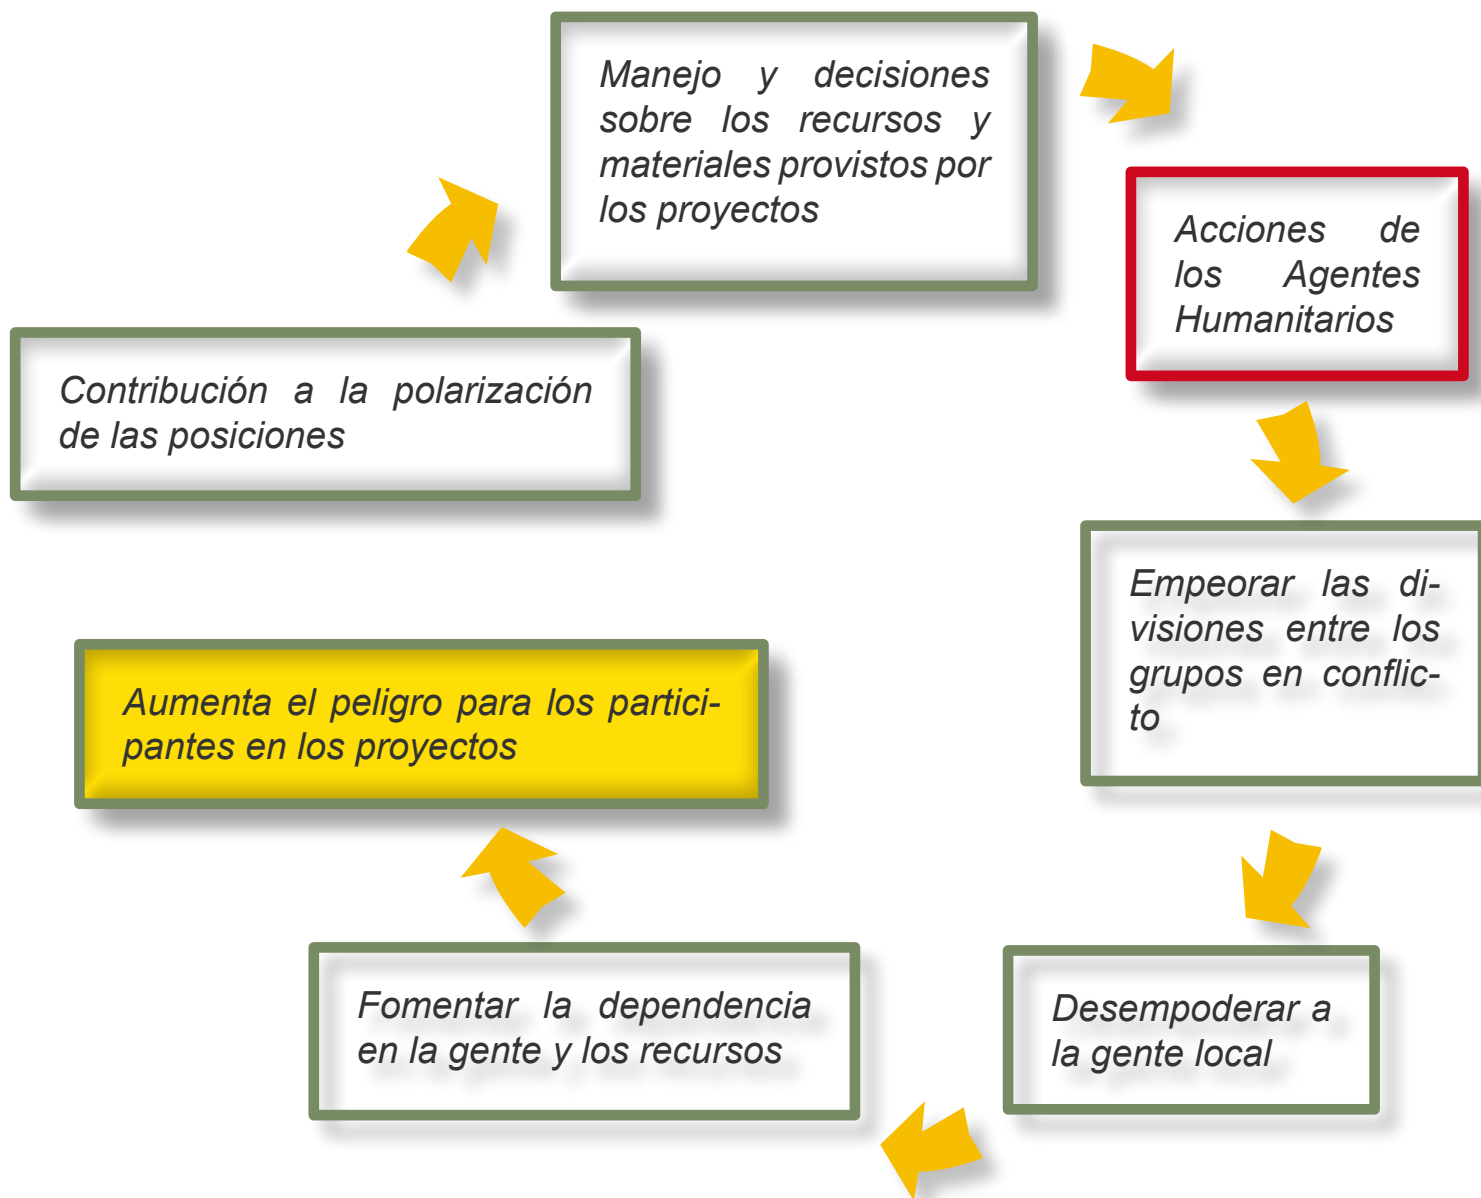 Manejo y decisiones
sobre los recursos y
materiales provistos por
los proyectos
Acciones de
los Agentes
Humanitarios
Contribución a la polarización
de las posiciones
Empeorar las di-
visiones entre los
grupos en conflic-
to
Aumenta el peligro para los partici-
pantes en los proyectos
Fomentar la dependencia
en la gente y los recursos
Desempoderar a
la gente local